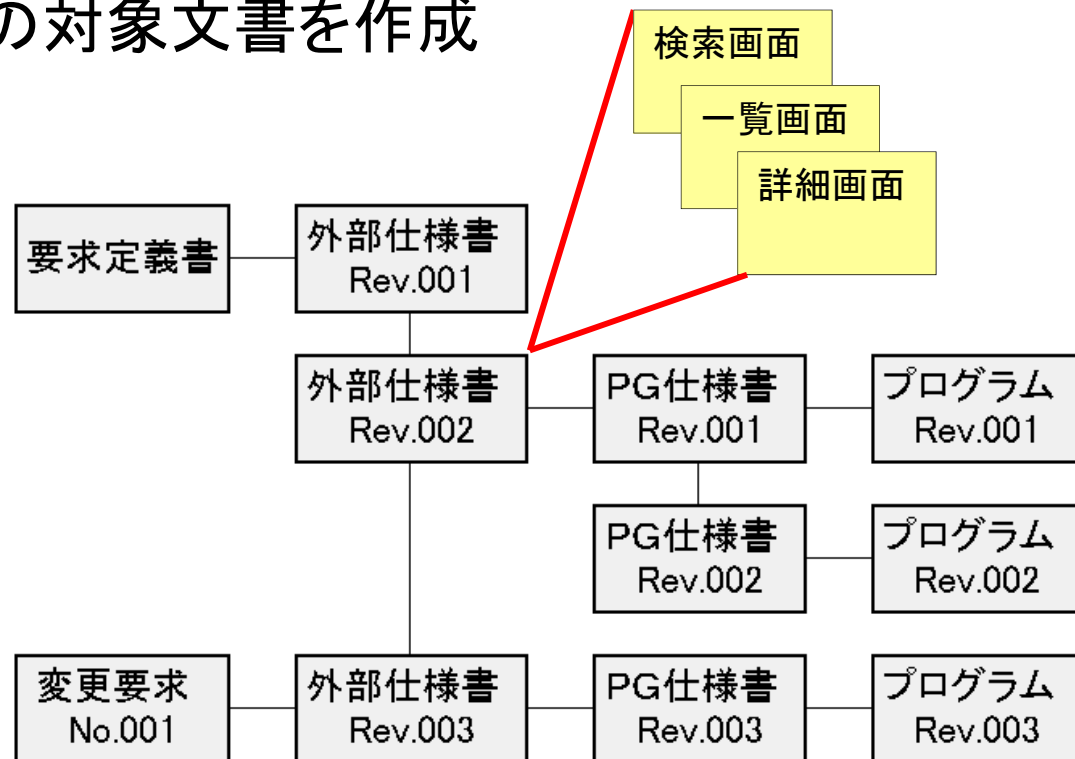 の対象文書を作成
検索画面
一覧画面
詳細画面
要求定義書
外部仕様書
Rev.001
外部仕様書
Rev.002
PG仕様書
Rev.001
プログラム
Rev.001
PG仕様書
Rev.002
プログラム
Rev.002
変更要求
No.001
外部仕様書
Rev.003
PG仕様書
Rev.003
プログラム
Rev.003